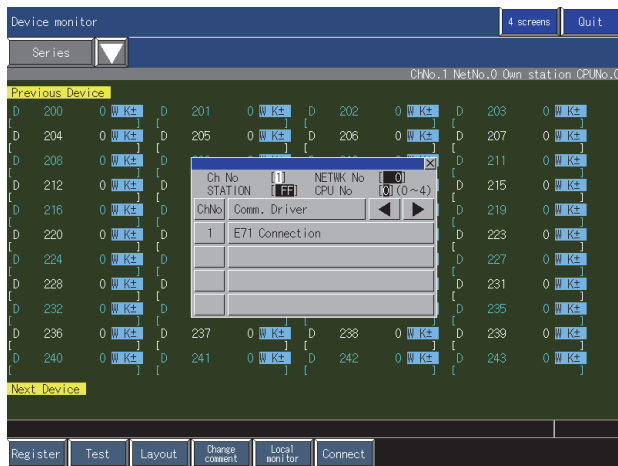 Device monitor 4 screens Quit
Series
ChNo.1 NetNo.0 Own station CPUNo.0
Previous Device
D 200 0 W K± D 201 0 W K± D 202 0 W K± D 203 0 W K±
[ ] [ ] [ ] [ ]
D 204 0 W K± D 205 0 W K± D 206 0 W K± D 207 0 W K±
[ ] [ ] [ ] [ ]
D 208 0 W K± D D 211 0 W K±
[ ] [ ]
D 212 0 W K± D D 215 0 W K±
[ ] [ ]
D 216 0 W K± D D 219 0 W K±
[ ] [ ]
D 220 0 W K± D D 223 0 W K±
[ ] [ ]
D 224 0 W K± D D 227 0 W K±
[ ] [ ]
D 228 0 W K± D D 231 0 W K±
[ ] [ ]
D 232 0 W K± D D 235 0 W K±
[ ] [ ]
D 236 0 W K± D 237 0 W K± D 238 0 W K± D 239 0 W K±
[ ] [ ] [ ] [ ]
D 240 0 W K± D 241 0 W K± D 242 0 W K± D 243 0 W K±
[ ] [ ] [ ] [ ]
Next Device
Ch No [1] NETWK No [ 0]
STATION [ FF] CPU No [0](0~4)
ChNo Comm. Driver
1 E71 Connection
Register Test Layout Change comment Local monitor Connect